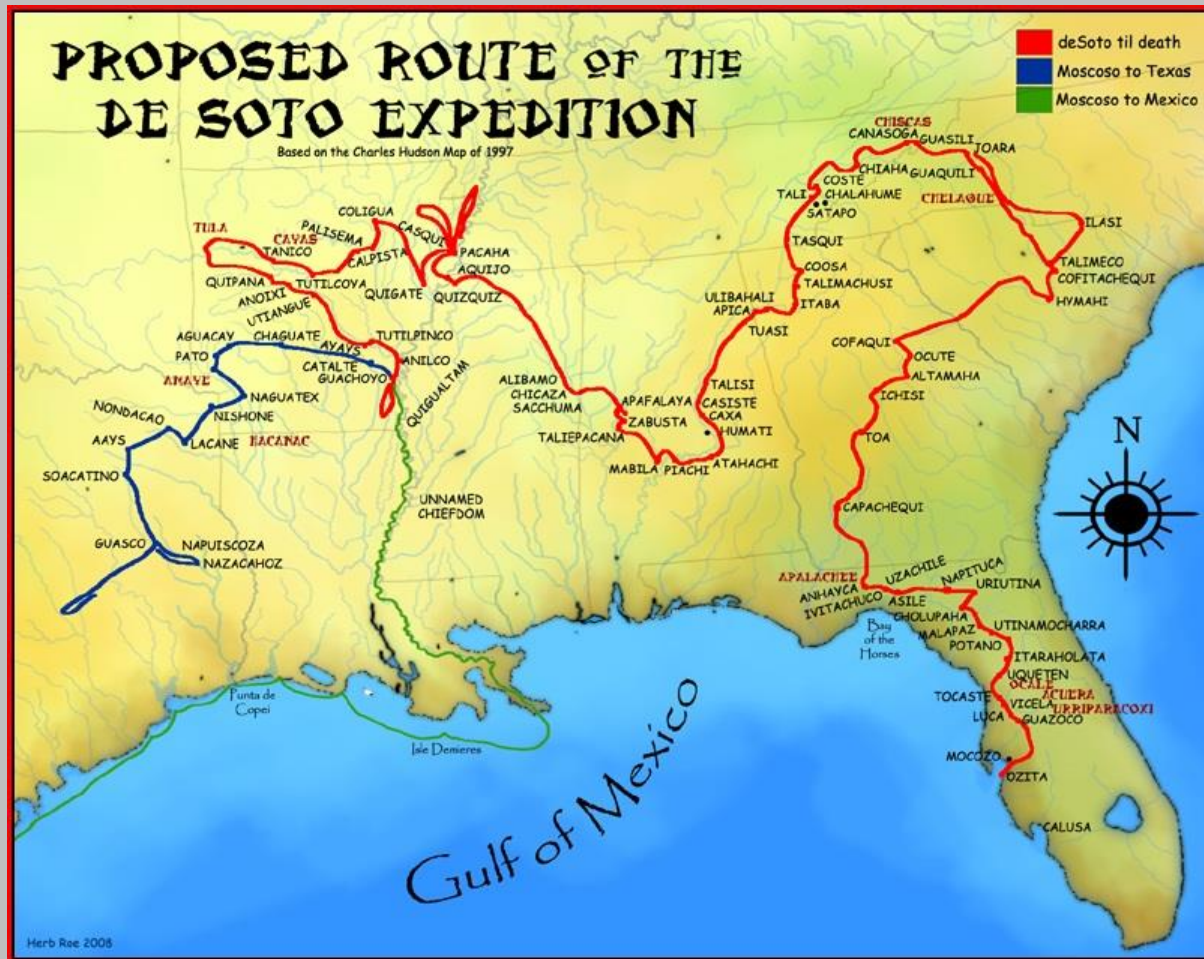 PROPOSED ROUTE OF THE
DE SOTO EXPEDITION
Based on the Charles Hudson Map of 1997
deSoto til death
Moscoso to Texas
Moscoso to Mexico
CHISCAS
CANASOGA
GUASILI
JOARA
CHIAHA
GUAQUILI
COSTE
TALI
CHALAHUME
SATAPO
CHELAQUE
ILASI
TASQUI
COOSA
TALIMACHUSI
ITABA
ULIBAHALI
APICA
TUASI
TALIMECO
COFITACHEQUI
HYMAHI
COLIGUA
PALISEMA
CASQUI
TULA
CAYAS
TANICO
CALPISTA
PACAHA
AQUIJO
QUIPANA
TUTILCOYA
QUIGATE
QUIZQUIZ
ANOIXI
UTIANGUE
AGUACAY
CHAGUATE
AYAYS
TUTILPINCO
PATO
CATALTE
ANILCO
GUACHOYO
QUIGUALTAM
AMAYE
NAGUATEX
NONDACAO
NISHONE
AAYS
LACANE
HACANAC
SOACATINO
GUASCO
NAPUISCOZA
NAZACAHOZ
UNNAMED
CHIEFDOM
ALIBAMO
CHICAZA
SACCHUMA
APAFALAYA
ZABUSTA
TALIEPACANA
MABILA
PIACHI
ATAHACHI
TALISI
CASISTE
CAXA
HUMATI
COFAQUI
OCUTE
ALTAMAHA
ICHISI
TOA
CAPACHEQUI
N
APALACHEE
ANHAYCA
IVITACHUCO
UZACHILE
NAPITUCA
URIUTINA
ASILE
CHOLUPAHA
MALAPAZ
UTINAMOCHARRA
POTANO
ITARAHOLATA
UQUETEN
Bay
of the
Horses
OCALE
TOCASTE
ACUERA
VICELA
URRIPARACOXI
LUCA
GUAZOCO
MOCOZO
OZITA
CALUSA
Punta de
Copei
Isle Demieres
Gulf of Mexico
Herb Roe 2008